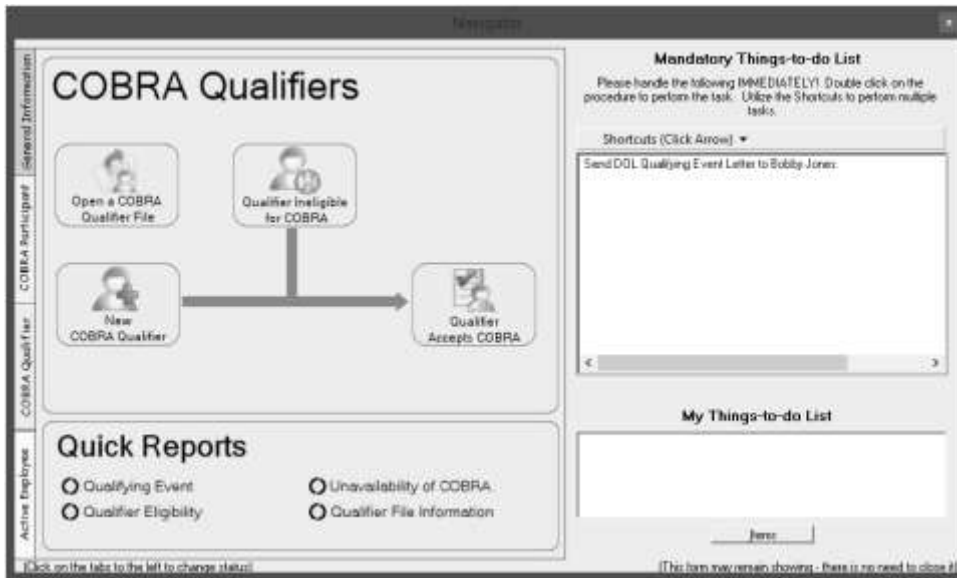 Navigator
General Information
COBRA Participant
COBRA Qualifier
Active Employee
COBRA Qualifiers
Open a COBRA
Qualifier File
Qualifier Ineligible
for COBRA
New
COBRA Qualifier
Qualifier
Accepts COBRA
Quick Reports
Qualifying Event
Unavailability of COBRA
Qualifier Eligibility
Qualifier File Information
(Click on the tabs to the left to change status)
Mandatory Things-to-do List
Please handle the following IMMEDIATELY! Double click on the
procedure to perform the task. Utilize the Shortcuts to perform multiple
tasks.
Shortcuts (Click Arrow)
Send DOL Qualifying Event Letter to Bobby Jones
My Things-to-do List
Items
(This form may remain showing - there is no need to close it)